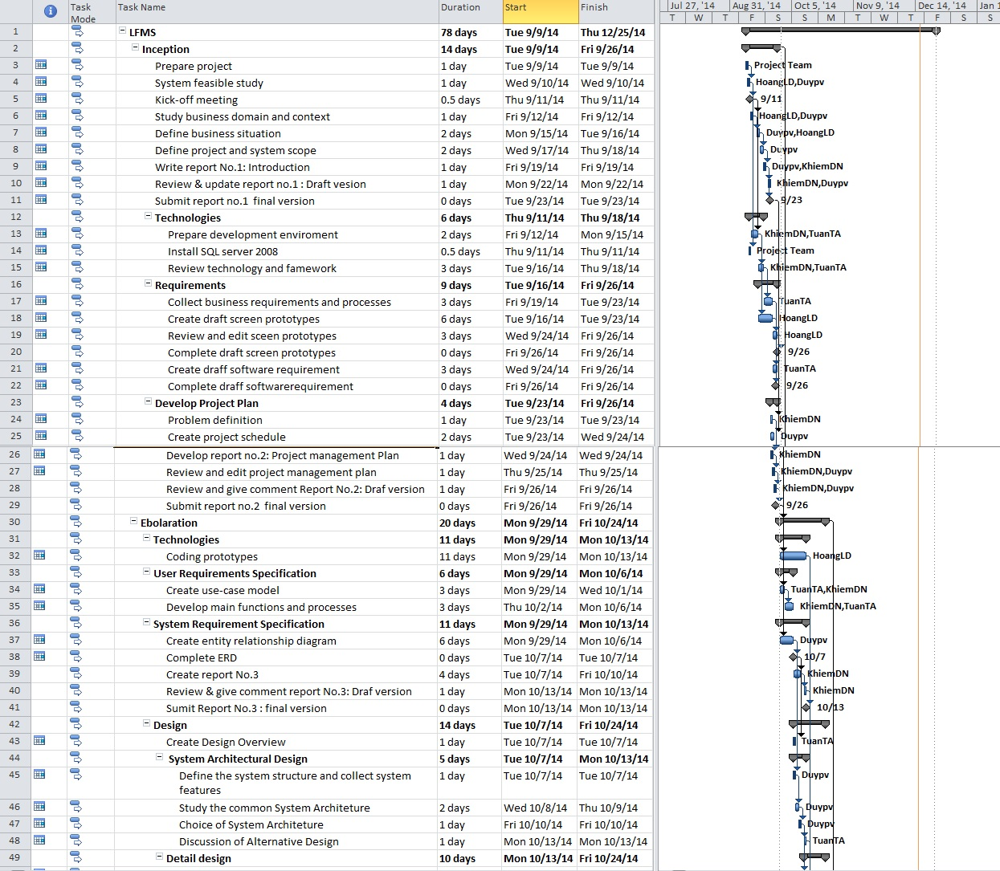 Task Mode Task Name Duration Start Finish
Jul 27, '14 Aug 31, '14 Oct 5, '14 Nov 9, '14 Dec 14, '14 Jan 1
T W T F S S M T W T F S
1 LFMS 78 days Tue 9/9/14 Thu 12/25/14
2 Inception 14 days Tue 9/9/14 Fri 9/26/14
3 Prepare project 1 day Tue 9/9/14 Tue 9/9/14 Project Team
4 System feasible study 1 day Wed 9/10/14 Wed 9/10/14 HoangLD,Duypv
5 Kick-off meeting 0.5 days Thu 9/11/14 Thu 9/11/14 9/11
6 Study business domain and context 1 day Fri 9/12/14 Fri 9/12/14 HoangLD,Duypv
7 Define business situation 2 days Mon 9/15/14 Tue 9/16/14 Duypv,HoangLD
8 Define project and system scope 2 days Wed 9/17/14 Thu 9/18/14 Duypv
9 Write report No.1: Introduction 1 day Fri 9/19/14 Fri 9/19/14 Duypv,KhiemDN
10 Review & update report no.1 : Draft vesion 1 day Mon 9/22/14 Mon 9/22/14 KhiemDN,Duypv
11 Submit report no.1 final version 0 days Tue 9/23/14 Tue 9/23/14 9/23
12 Technologies 6 days Thu 9/11/14 Thu 9/18/14
13 Prepare development enviroment 2 days Fri 9/12/14 Mon 9/15/14 KhiemDN,TuanTA
14 Install SQL server 2008 0.5 days Thu 9/11/14 Thu 9/11/14 Project Team
15 Review technology and famework 3 days Tue 9/16/14 Thu 9/18/14 KhiemDN,TuanTA
16 Requirements 9 days Tue 9/16/14 Fri 9/26/14
17 Collect business requirements and processes 3 days Fri 9/19/14 Tue 9/23/14 TuanTA
18 Create draft screen prototypes 6 days Tue 9/16/14 Tue 9/23/14 HoangLD
19 Review and edit sceen prototypes 3 days Wed 9/24/14 Fri 9/26/14 HoangLD
20 Complete draft screen prototypes 0 days Fri 9/26/14 Fri 9/26/14 9/26
21 Create draff software requirement 3 days Wed 9/24/14 Fri 9/26/14 TuanTA
22 Complete draff softwarerequirement 0 days Fri 9/26/14 Fri 9/26/14 9/26
23 Develop Project Plan 4 days Tue 9/23/14 Fri 9/26/14
24 Problem definition 1 day Tue 9/23/14 Tue 9/23/14 KhiemDN
25 Create project schedule 2 days Tue 9/23/14 Wed 9/24/14 Duypv
26 Develop report no.2: Project management Plan 1 day Wed 9/24/14 Wed 9/24/14 KhiemDN
27 Review and edit project management plan 1 day Thu 9/25/14 Thu 9/25/14 KhiemDN,Duypv
28 Review and give comment Report No.2: Draf version 1 day Fri 9/26/14 Fri 9/26/14 KhiemDN,Duypv
29 Submit report no.2 final version 0 days Fri 9/26/14 Fri 9/26/14 9/26
30 Ebolaration 20 days Mon 9/29/14 Fri 10/24/14
31 Technologies 11 days Mon 9/29/14 Mon 10/13/14
32 Coding prototypes 11 days Mon 9/29/14 Mon 10/13/14 HoangLD
33 User Requirements Specification 6 days Mon 9/29/14 Mon 10/6/14
34 Create use-case model 3 days Mon 9/29/14 Wed 10/1/14 TuanTA,KhiemDN
35 Develop main functions and processes 3 days Thu 10/2/14 Mon 10/6/14 KhiemDN,TuanTA
36 System Requirement Specification 11 days Mon 9/29/14 Mon 10/13/14
37 Create entity relationship diagram 6 days Mon 9/29/14 Mon 10/6/14 Duypv
38 Complete ERD 0 days Tue 10/7/14 Tue 10/7/14 10/7
39 Create report No.3 4 days Tue 10/7/14 Fri 10/10/14 KhiemDN
40 Review & give comment report No.3: Draf version 1 day Mon 10/13/14 Mon 10/13/14 KhiemDN
41 Sumit Report No.3 : final version 0 days Mon 10/13/14 Mon 10/13/14 10/13
42 Design 14 days Tue 10/7/14 Fri 10/24/14
43 Create Design Overview 1 day Tue 10/7/14 Tue 10/7/14 TuanTA
44 System Architectural Design 5 days Tue 10/7/14 Mon 10/13/14
45 Define the system structure and collect system 1 day Tue 10/7/14 Tue 10/7/14 Duypv
features
46 Study the common System Architeture 2 days Wed 10/8/14 Thu 10/9/14 Duypv
47 Choice of System Architeture 1 day Fri 10/10/14 Fri 10/10/14 Duypv
48 Discussion of Alternative Design 1 day Mon 10/13/14 Mon 10/13/14 TuanTA
49 Detail design 10 days Mon 10/13/14 Fri 10/24/14